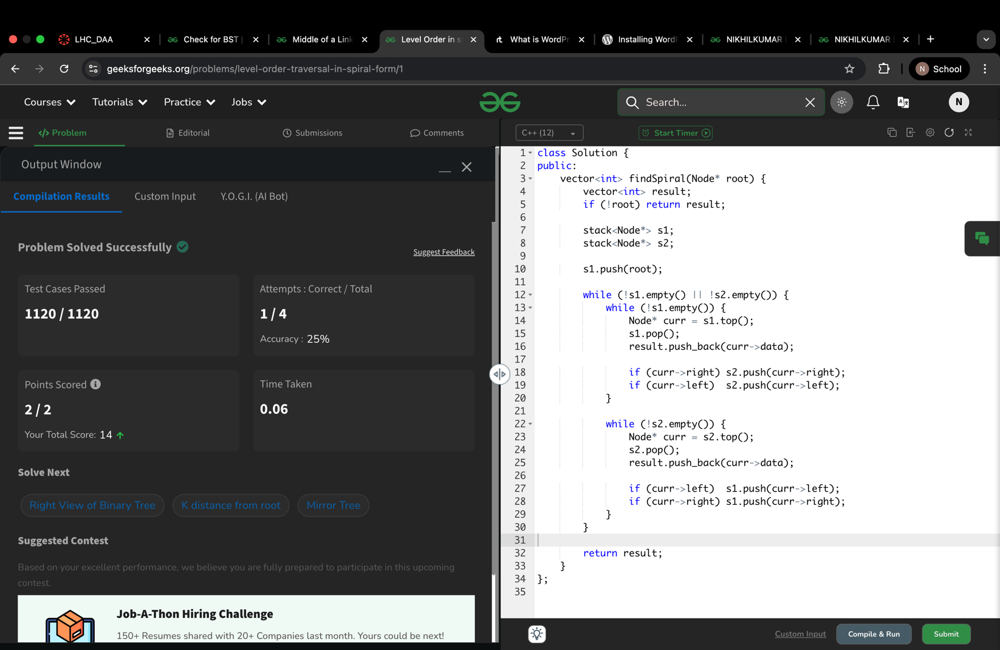 LHC_DAA
Check for BST |
Middle of a Link
Level Order in s
What is WordPr
Installing Word
NIKHILKUMAR
NIKHILKUMAR
geeksforgeeks.org/problems/level-order-traversal-in-spiral-form/1
N School
Courses Tutorials Practice Jobs
Search...
N
</> Problem Editorial Submissions Comments
C++ (12) Start Timer
Output Window
Compilation Results Custom Input Y.O.G.I. (AI Bot)
Problem Solved Successfully
Suggest Feedback
Test Cases Passed
1120 / 1120
Attempts : Correct / Total
1 / 4
Accuracy : 25%
Points Scored
2 / 2
Your Total Score: 14
Time Taken
0.06
Solve Next
Right View of Binary Tree K distance from root Mirror Tree
Suggested Contest
Based on your excellent performance, we believe you are fully prepared to participate in this upcoming
contest.
Job-A-Thon Hiring Challenge
150+ Resumes shared with 20+ Companies last month. Yours could be next!
1 class Solution {
2 public:
3     vector<int> findSpiral(Node* root) {
4         vector<int> result;
5         if (!root) return result;
6
7         stack<Node*> s1;
8         stack<Node*> s2;
9
10         s1.push(root);
11
12         while (!s1.empty() || !s2.empty()) {
13             while (!s1.empty()) {
14                 Node* curr = s1.top();
15                 s1.pop();
16                 result.push_back(curr->data);
17
18                 if (curr->right) s2.push(curr->right);
19                 if (curr->left)  s2.push(curr->left);
20             }
21
22             while (!s2.empty()) {
23                 Node* curr = s2.top();
24                 s2.pop();
25                 result.push_back(curr->data);
26
27                 if (curr->left)  s1.push(curr->left);
28                 if (curr->right) s1.push(curr->right);
29             }
30         }
31
32         return result;
33     }
34 };
35
Custom Input Compile & Run Submit